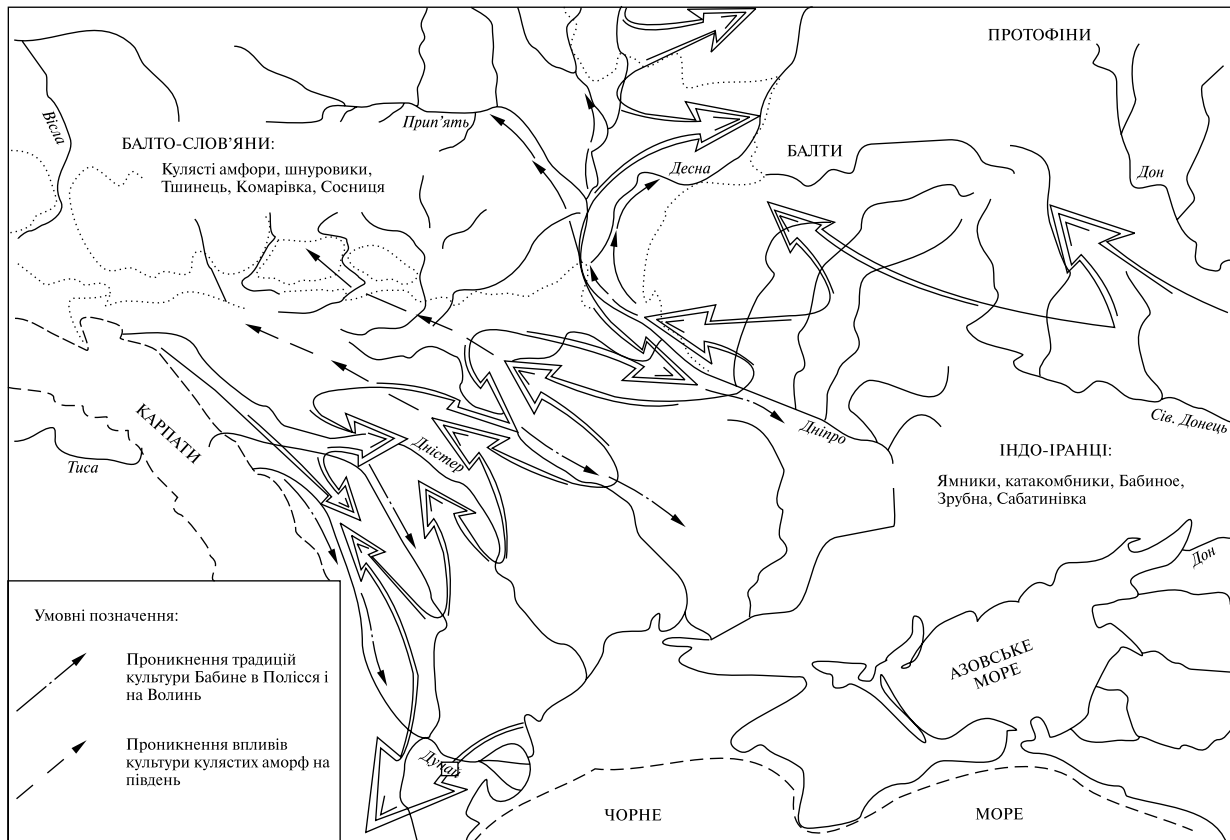 ПРОТОФІНИ
Вісла
Прип’ять
БАЛТО-СЛОВ’ЯНИ:
Кулясті амфори, шнуровики,
Тшинець, Комарівка, Сосниця
БАЛТИ
Десна
Дон
КАРПАТИ
Тиса
Дністер
Дніпро
Сів. Донець
ІНДО-ІРАНЦІ:
Ямники, катакомбники, Бабиное,
Зрубна, Сабатинівка
Дон
АЗОВСЬКЕ
МОРЕ
Умовні позначення:
Проникнення традицій
культури Бабине в Полісся і
на Волинь
Проникнення впливів
культури кулястих аморф на
південь
Дунай
ЧОРНЕ
МОРЕ